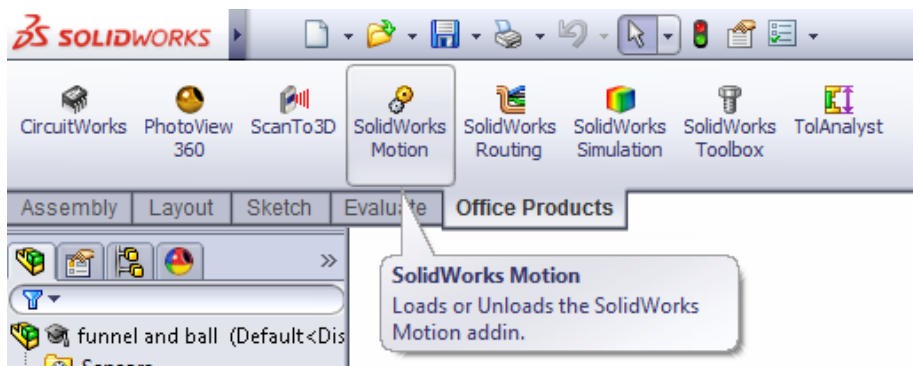 SOLIDWORKS
CircuitWorks
PhotoView
360
ScanTo3D
SolidWorks
Motion
SolidWorks
Routing
SolidWorks
Simulation
SolidWorks
Toolbox
TolAnalyst
Assembly Layout Sketch Evaluate Office Products
SolidWorks Motion
Loads or Unloads the SolidWorks
Motion addin.
funnel and ball (Default<Dis
Sensors